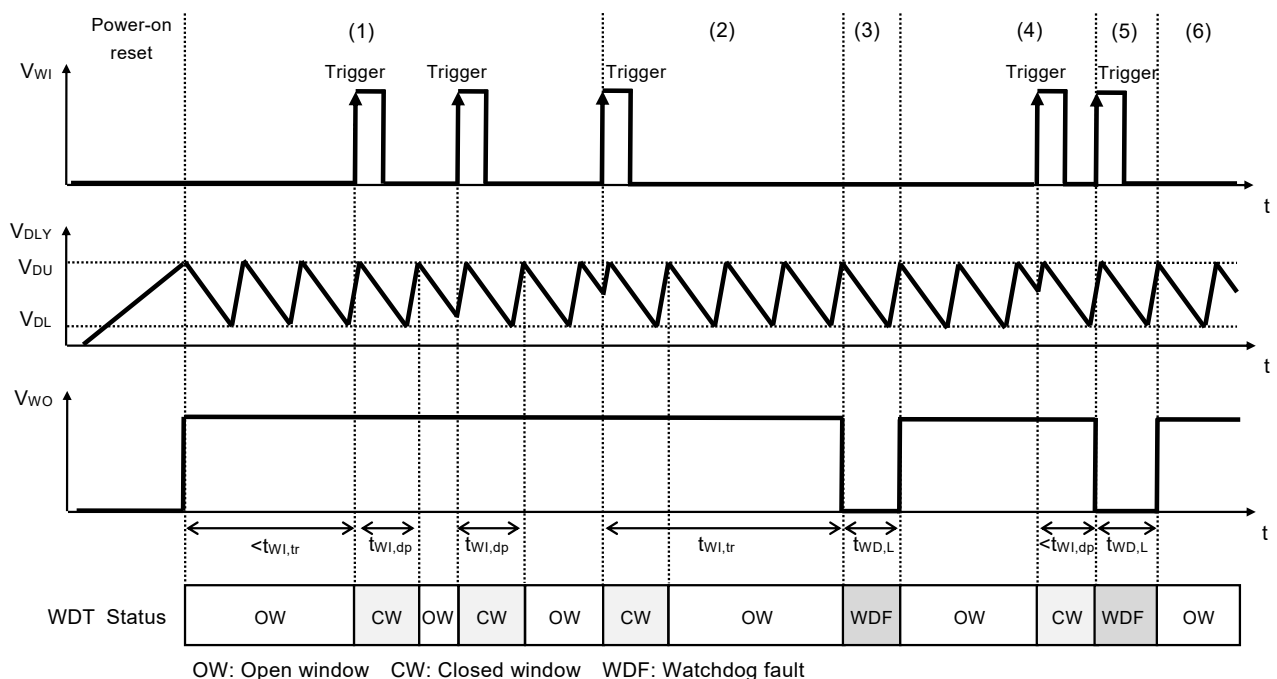 Power-on
reset
(1)
(2)
(3)
(4)
(5)
(6)
VWI
Trigger
Trigger
Trigger
Trigger
Trigger
t
VDLY
VDU
VDL
t
VWO
t
<tWI,tr
tWI,dp
tWI,dp
tWI,tr
tWD,L
<tWI,dp
tWD,L
WDT Status
OW
CW
OW
CW
OW
CW
OW
WDF
OW
CW
WDF
OW
OW: Open window CW: Closed window WDF: Watchdog fault